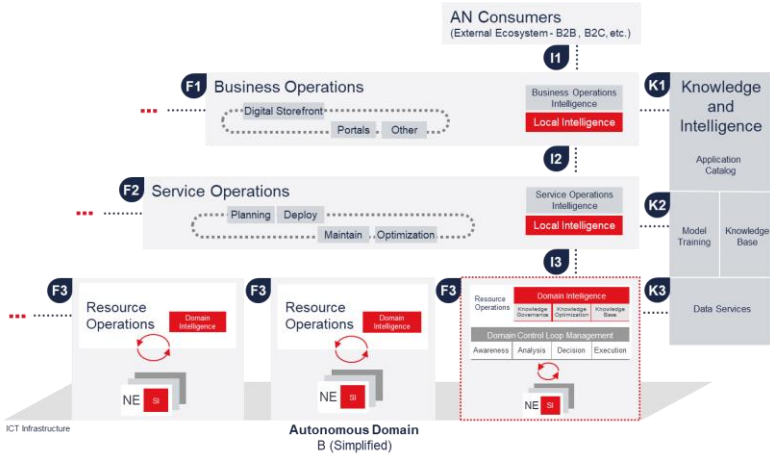 AN Consumers
(External Ecosystem - B2B , B2C, etc.)
I1
F1
Business Operations
Digital Storefront
Portals
Other
Business Operations
Intelligence
Local Intelligence
K1
Knowledge
and
Intelligence
Application
Catalog
I2
F2
Service Operations
Planning
Deploy
Maintain
Optimization
Service Operations
Intelligence
Local Intelligence
K2
Model
Training
Knowledge
Base
I3
F3
Resource
Operations
Domain
Intelligence
NE
SI
F3
Resource
Operations
Domain
Intelligence
NE
SI
F3
Resource
Operations
Domain Intelligence
Knowledge
Governance
Knowledge
Optimization
Knowledge
Base
Domain Control Loop Management
Awareness
Analysis
Decision
Execution
NE
SI
K3
Data Services
ICT Infrastructure
Autonomous Domain
B (Simplified)